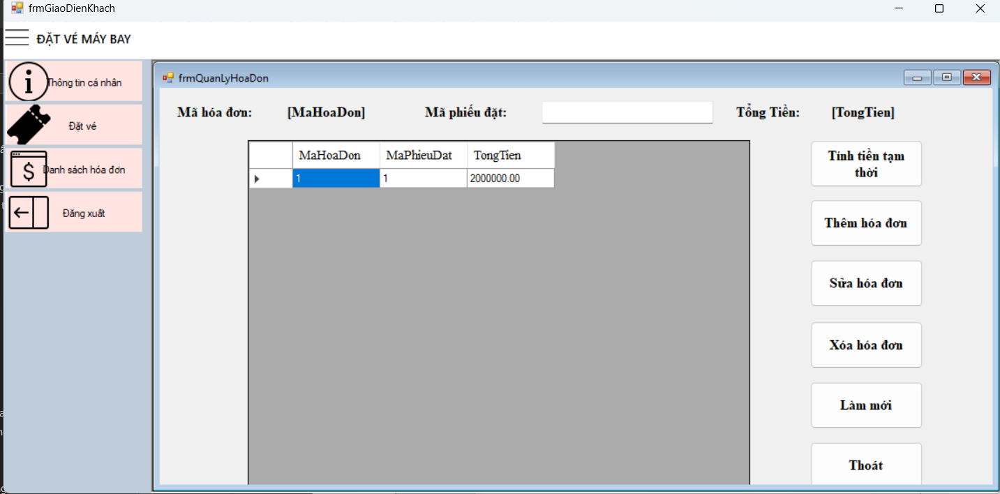 frmGiaoDienKhach
ĐẶT VÉ MÁY BAY
Thông tin cá nhân
Đặt vé
Danh sách hóa đơn
Đăng xuất
frmQuanLyHoaDon
Mã hóa đơn: [MaHoaDon] Mã phiếu đặt: Tổng Tiền: [TongTien]
MaHoaDon MaPhieuDat TongTien
1 1 2000000.00
Tính tiền tạm
thời
Thêm hóa đơn
Sửa hóa đơn
Xóa hóa đơn
Làm mới
Thoát